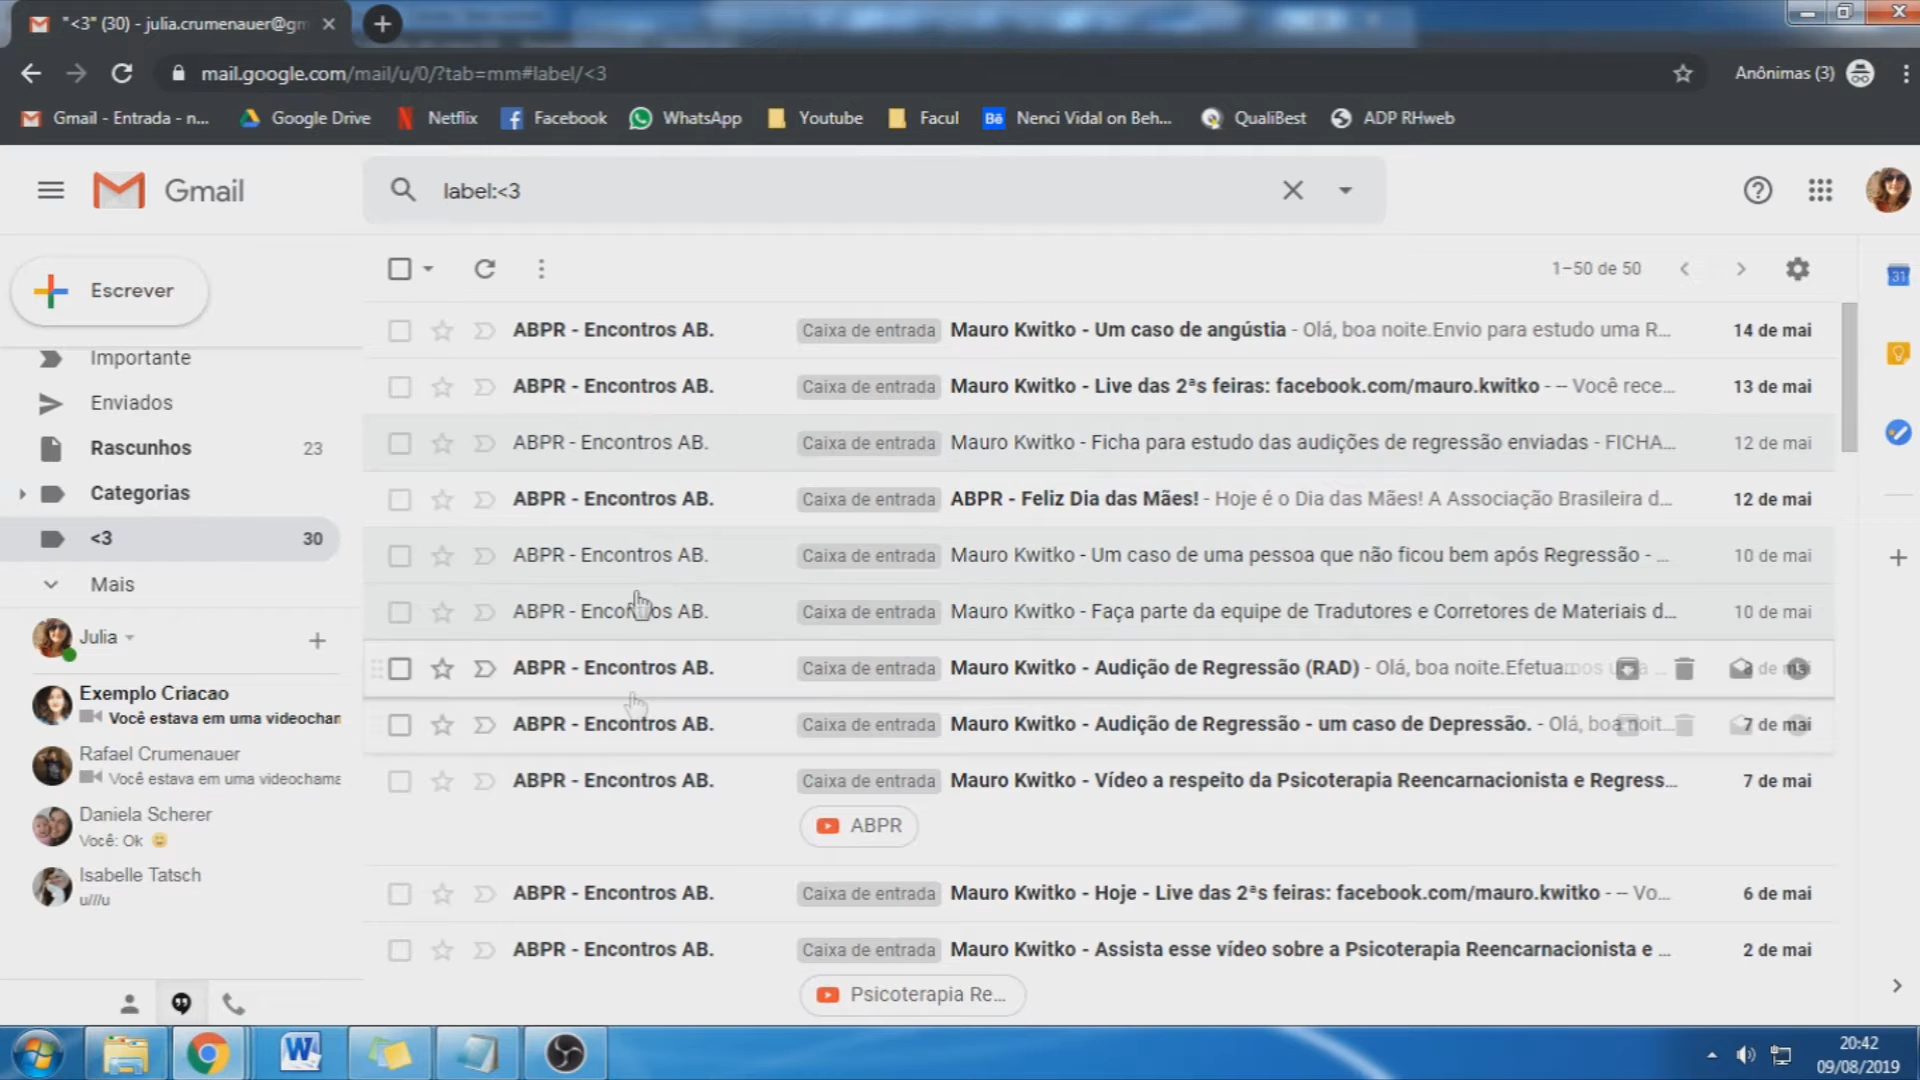 "<3" (30) - julia.crumenauer@gm
mail.google.com/mail/u/0/?tab=mm#label/<3
Anônimas (3)
Gmail - Entrada - n...
Google Drive
Netflix
Facebook
WhatsApp
Youtube
Facul
Bē Nenci Vidal on Beh...
QualiBest
ADP RHweb
Gmail
label:<3
Escrever
1–50 de 50
31
Importante
Enviados
Rascunhos 23
Categorias
<3 30
Mais
Julia
Exemplo Criacao
Você estava em uma videochan
Rafael Crumenauer
Você estava em uma videochama
Daniela Scherer
Você: Ok
Isabelle Tatsch
u///u
ABPR - Encontros AB. Caixa de entrada Mauro Kwitko - Um caso de angústia - Olá, boa noite.Envio para estudo uma R... 14 de mai
ABPR - Encontros AB. Caixa de entrada Mauro Kwitko - Live das 2ªs feiras: facebook.com/mauro.kwitko - -- Você rece... 13 de mai
ABPR - Encontros AB. Caixa de entrada Mauro Kwitko - Ficha para estudo das audições de regressão enviadas - FICHA... 12 de mai
ABPR - Encontros AB. Caixa de entrada ABPR - Feliz Dia das Mães! - Hoje é o Dia das Mães! A Associação Brasileira d... 12 de mai
ABPR - Encontros AB. Caixa de entrada Mauro Kwitko - Um caso de uma pessoa que não ficou bem após Regressão - ... 10 de mai
ABPR - Encontros AB. Caixa de entrada Mauro Kwitko - Faça parte da equipe de Tradutores e Corretores de Materiais d... 10 de mai
ABPR - Encontros AB. Caixa de entrada Mauro Kwitko - Audição de Regressão (RAD) - Olá, boa noite.Efetuamos de mai
ABPR - Encontros AB. Caixa de entrada Mauro Kwitko - Audição de Regressão - um caso de Depressão. - Olá, boa noit... 7 de mai
ABPR - Encontros AB. Caixa de entrada Mauro Kwitko - Vídeo a respeito da Psicoterapia Reencarnacionista e Regress... 7 de mai
ABPR
ABPR - Encontros AB. Caixa de entrada Mauro Kwitko - Hoje - Live das 2ªs feiras: facebook.com/mauro.kwitko - -- Vo... 6 de mai
ABPR - Encontros AB. Caixa de entrada Mauro Kwitko - Assista esse vídeo sobre a Psicoterapia Reencarnacionista e ... 2 de mai
Psicoterapia Re...
20:42
09/08/2019